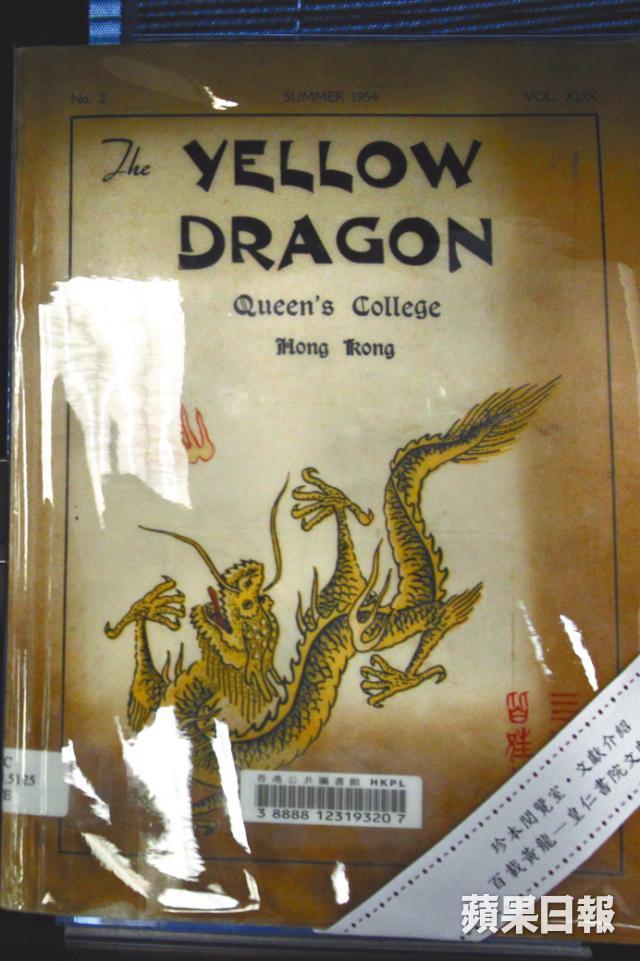 No. 2 SUMMER 1954 VOL. XLIX
The YELLOW
DRAGON
Queen's College
Hong Kong
C
.5125
E
香港公共圖書館 HKPL
3 8888 12319320 7
珍本閱覽室・文獻介紹
百載黃龍—皇仁書院文
蘋果日報